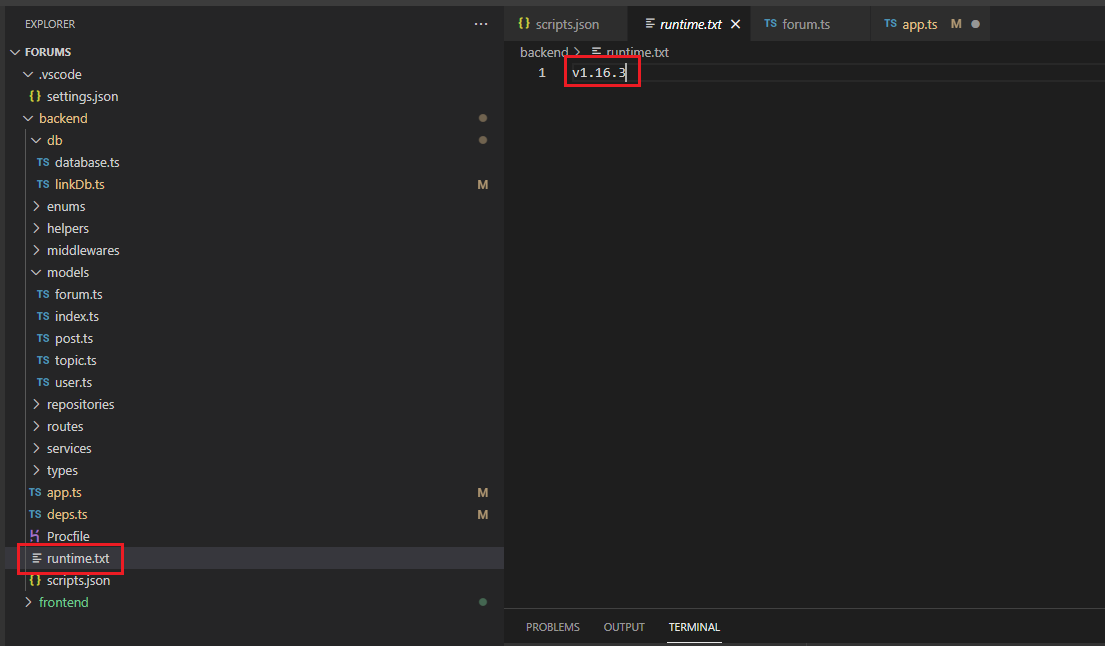 EXPLORER
···
FORUMS
.vscode
{} settings.json
backend
db
TS database.ts
TS linkDb.ts M
enums
helpers
middlewares
models
TS forum.ts
TS index.ts
TS post.ts
TS topic.ts
TS user.ts
repositories
routes
services
types
TS app.ts M
TS deps.ts M
Procfile
runtime.txt
{} scripts.json
frontend
{} scripts.json runtime.txt TS forum.ts TS app.ts M
backend > runtime.txt
1 v1.16.3
PROBLEMS OUTPUT TERMINAL